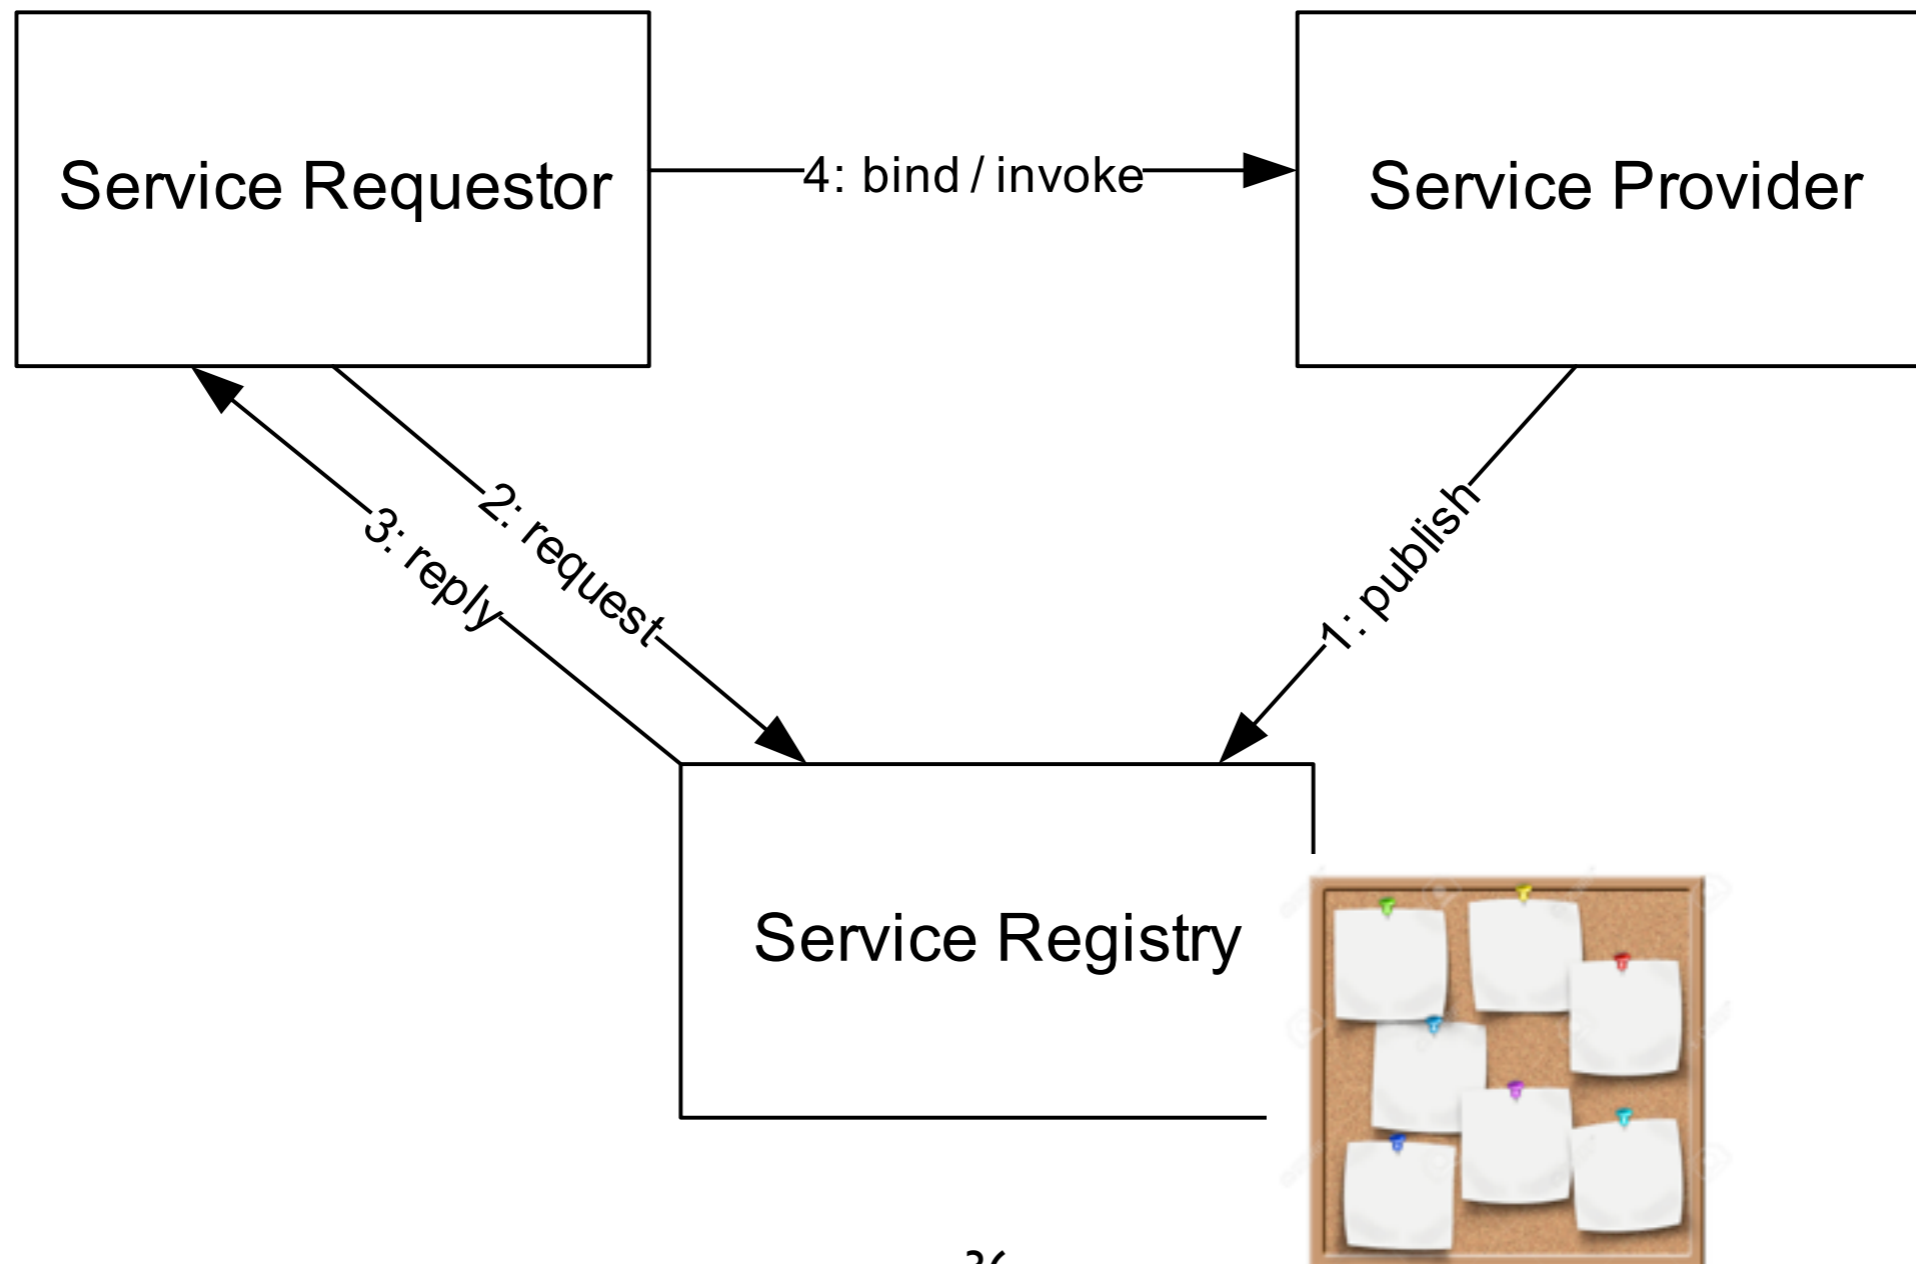 Service Requestor
4: bind / invoke
Service Provider
2: request
3: reply
1: publish
Service Registry